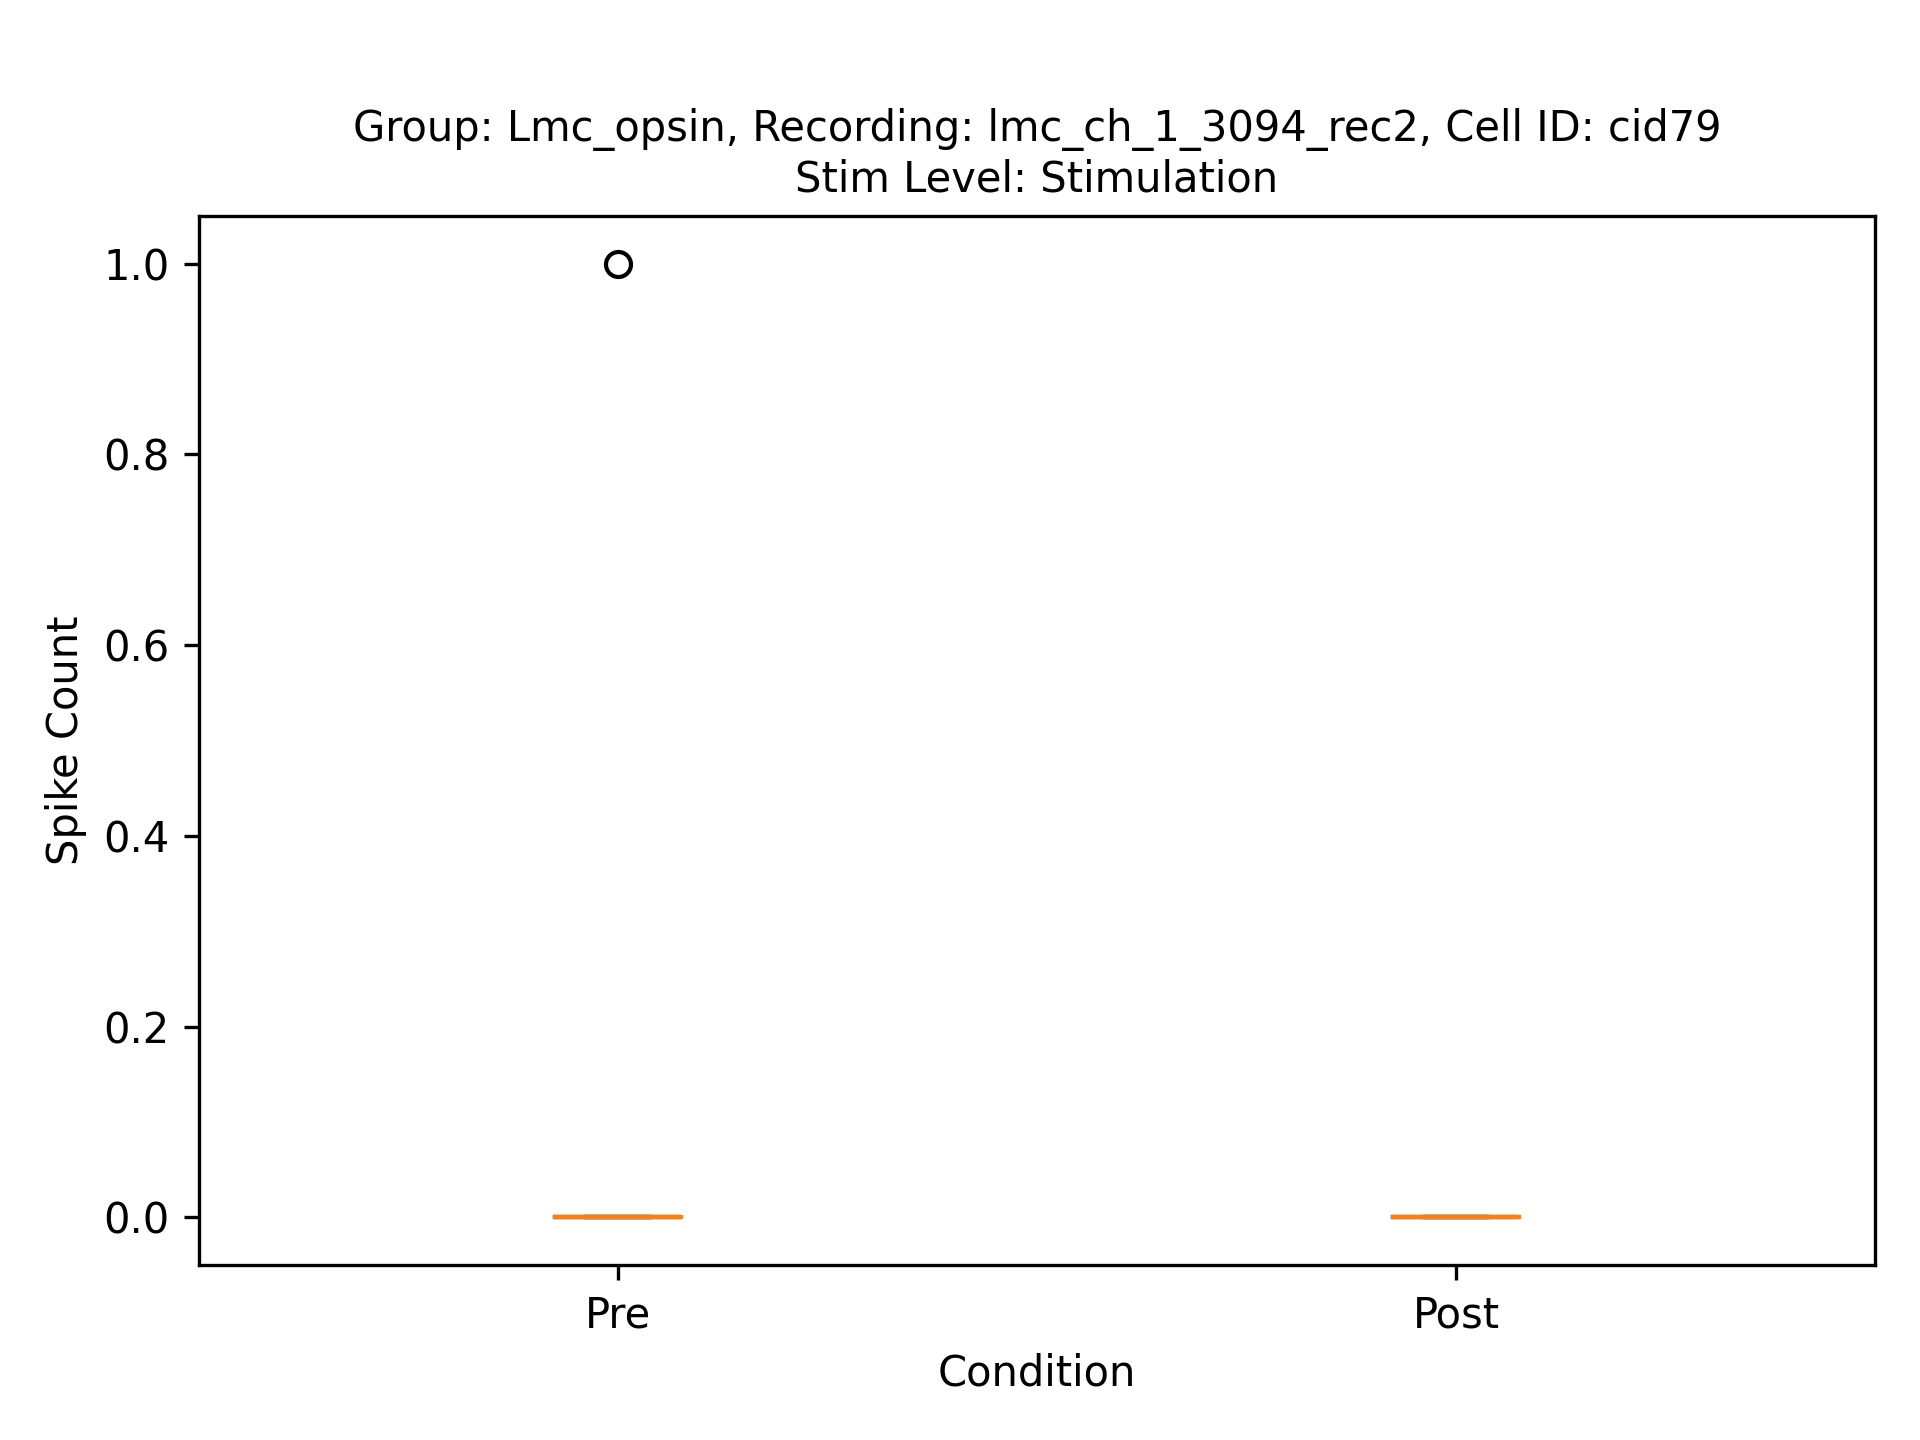 Group: Lmc_opsin, Recording: lmc_ch_1_3094_rec2, Cell ID: cid79
Stim Level: Stimulation
1.0
0.8
0.6
0.4
0.2
0.0
Spike Count
Pre
Post
Condition